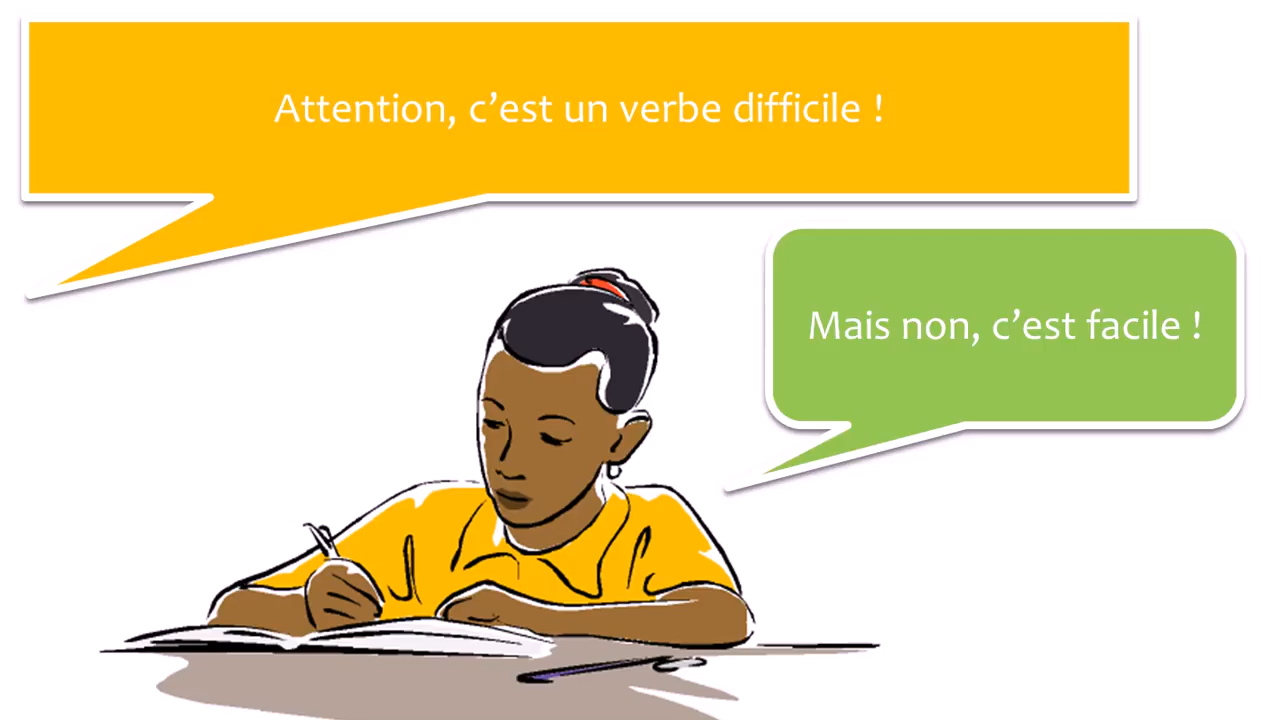 Attention, c’est un verbe difficile !
Mais non, c’est facile !